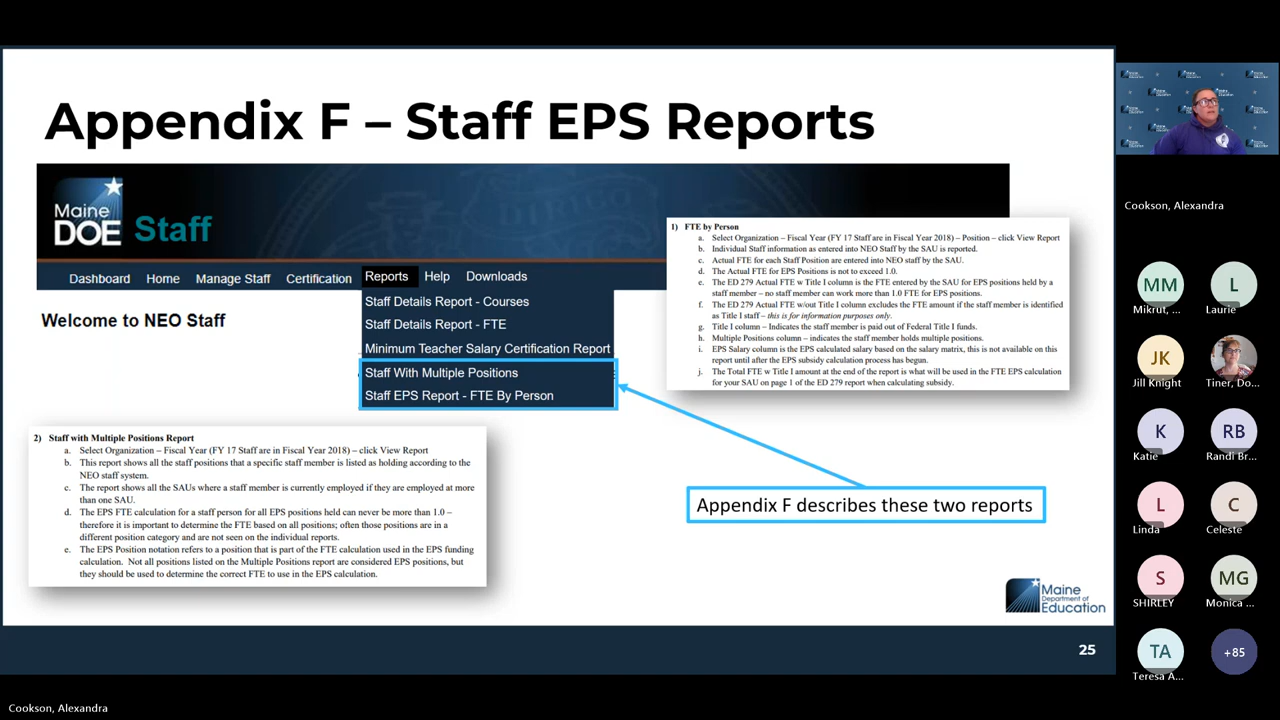 Appendix F – Staff EPS Reports
Maine
DOE
Staff
Dashboard Home Manage Staff Certification Reports Help Downloads
Staff Details Report - Courses
Staff Details Report - FTE
Minimum Teacher Salary Certification Report
Staff With Multiple Positions
Staff EPS Report - FTE By Person
Welcome to NEO Staff
1) FTE by Person
a. Select Organization – Fiscal Year (FY 17 Staff are in Fiscal Year 2018) – Position – click View Report
b. Individual Staff information as entered into NEO Staff by the SAU is reported.
c. Actual FTE for each Staff Position are entered into NEO staff by the SAU.
d. The Actual FTE for EPS Positions is not to exceed 1.0.
e. The ED 279 Actual FTE w Title I column is the FTE entered by the SAU for EPS positions held by a
staff member – no staff member can work more than 1.0 FTE for EPS positions.
f. The ED 279 Actual FTE w/out Title I column excludes the FTE amount if the staff member is identified
as Title I staff – this is for information purposes only.
g. Title I column – Indicates the staff member is paid out of Federal Title I funds.
h. Multiple Positions column – indicates the staff member holds multiple positions.
i. EPS Salary column is the EPS calculated salary based on the salary matrix, this is not available on this
report until after the EPS subsidy calculation process has begun.
j. The Total FTE w Title I amount at the end of the report is what will be used in the FTE EPS calculation
for your SAU on page 1 of the ED 279 report when calculating subsidy.
2) Staff with Multiple Positions Report
a. Select Organization – Fiscal Year (FY 17 Staff are in Fiscal Year 2018) – click View Report
b. This report shows all the staff positions that a specific staff member is listed as holding according to the
NEO staff system.
c. The report shows all the SAUs where a staff member is currently employed if they are employed at more
than one SAU.
d. The EPS FTE calculation for a staff person for all EPS positions held can never be more than 1.0 –
therefore it is important to determine the FTE based on all positions; often those positions are in a
different position category and are not seen on the individual reports.
e. The EPS Position notation refers to a position that is part of the FTE calculation used in the EPS funding
calculation. Not all positions listed on the Multiple Positions report are considered EPS positions, but
they should be used to determine the correct FTE to use in the EPS calculation.
Appendix F describes these two reports
Maine
Department of
Education
25
Cookson, Alexandra
MM
Mikrut, ...
L
Laurie
JK
Jill Knight
Tiner, Do...
K
Katie
RB
Randi Br...
L
Linda
C
Celeste
S
SHIRLEY
MG
Monica ...
TA
Teresa A...
+85
Cookson, Alexandra